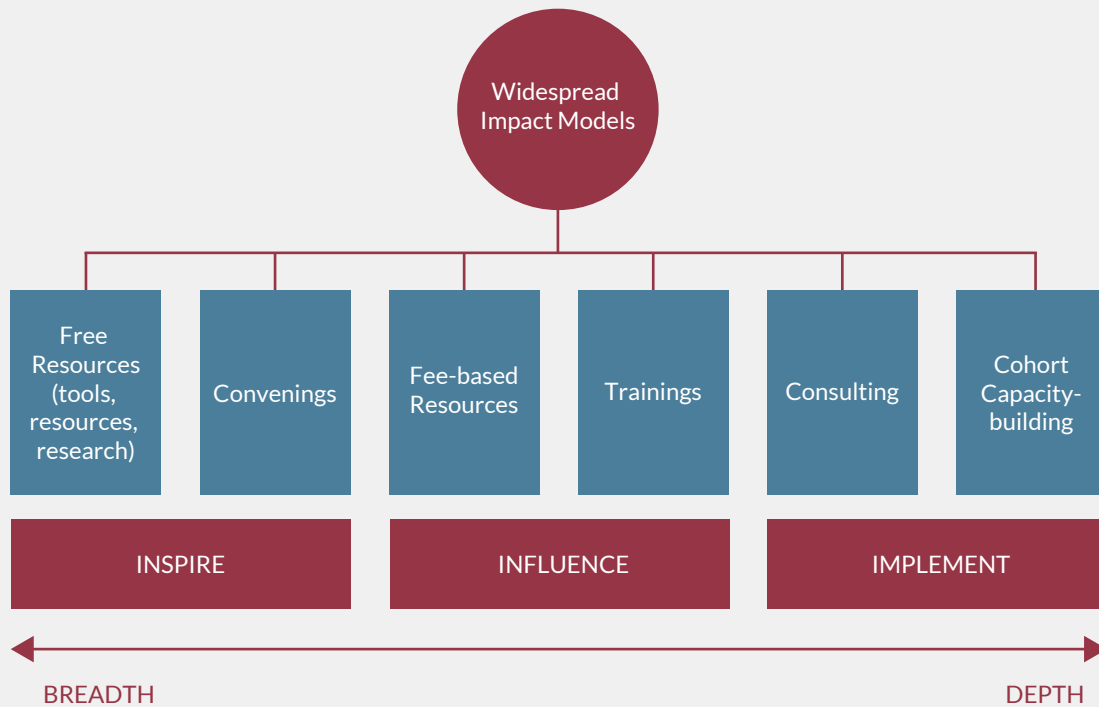 Widespread
Impact Models
Free
Resources
(tools,
resources,
research)
Convenings
Fee-based
Resources
Trainings
Consulting
Cohort
Capacity-
building
INSPIRE
INFLUENCE
IMPLEMENT
BREADTH
DEPTH